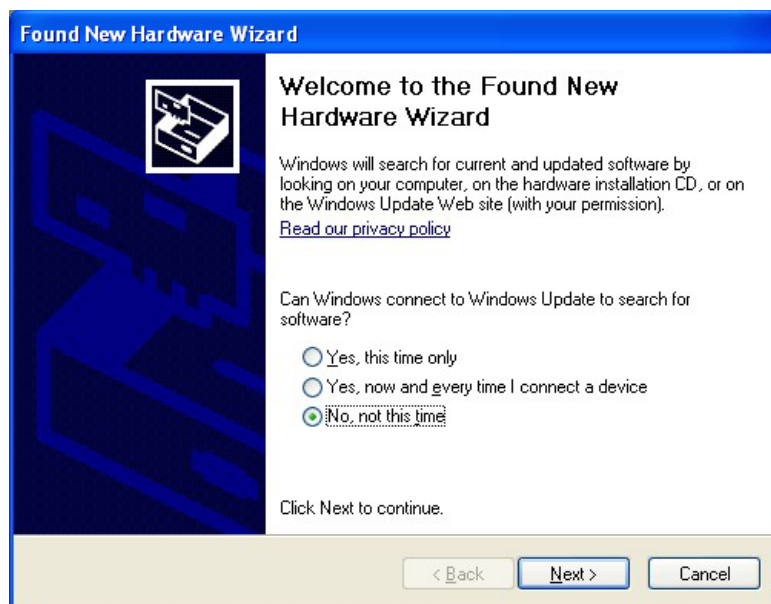 Found New Hardware Wizard
Welcome to the Found New
Hardware Wizard
Windows will search for current and updated software by
looking on your computer, on the hardware installation CD, or on
the Windows Update Web site (with your permission).
Read our privacy policy
Can Windows connect to Windows Update to search for
software?
Yes, this time only
Yes, now and every time I connect a device
No, not this time
Click Next to continue.
< Back
Next >
Cancel